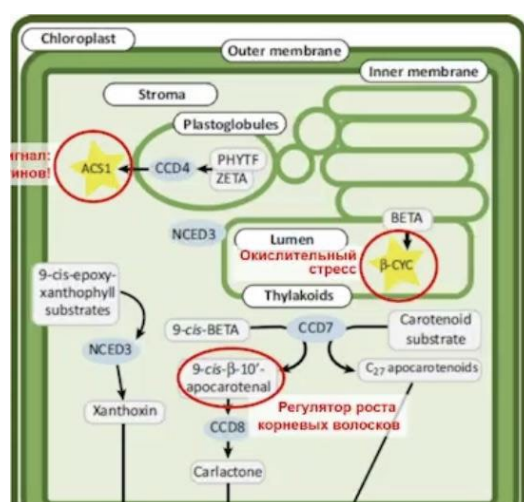 Chloroplast
Outer membrane
Inner membrane
Stroma
Plastoglobules
игнал:
инов!
ACS1
CCD4
PHYTF
ZETA
BETA
NCED3
Lumen
Окислительный
стресс
β-CYC
Thylakoids
9-cis-epoxy-
xanthophyll
substrates
9-cis-BETA
CCD7
Carotenoid
substrate
NCED3
9-cis-β-10′-
apocarotenal
C₂₇ apocarotenoids
Xanthoxin
CCD8
Регулятор роста
корневых волосков
Carlactone